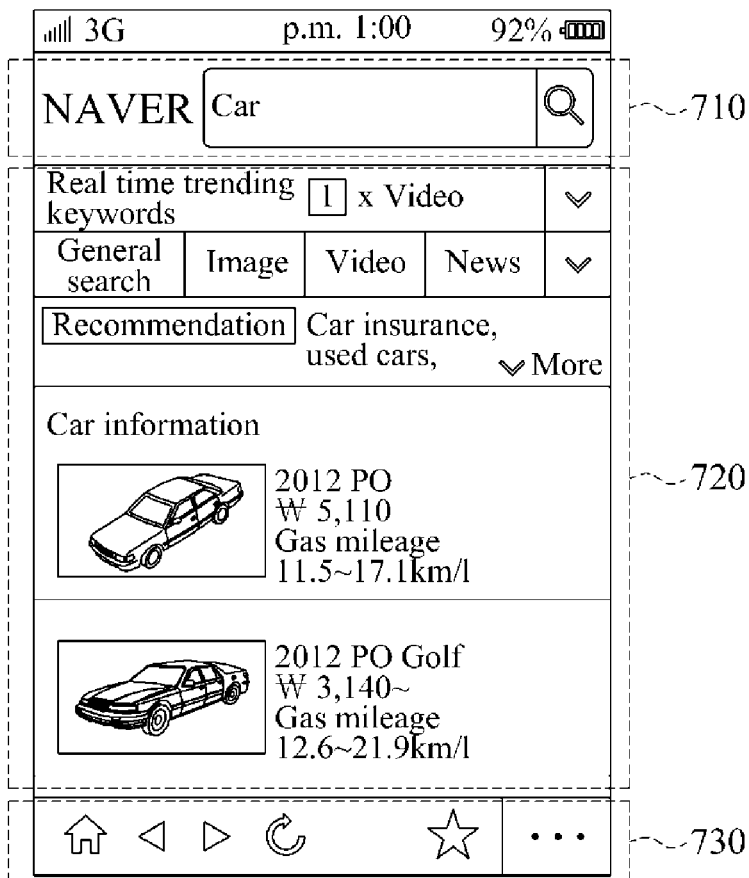 3G p.m. 1:00 92%
NAVER Car
710
Real time trending
keywords
1 x Video
General
search
Image Video News
Recommendation Car insurance,
used cars,
More
Car information
720
2012 PO
₩ 5,110
Gas mileage
11.5~17.1km/l
2012 PO Golf
₩ 3,140~
Gas mileage
12.6~21.9km/l
730